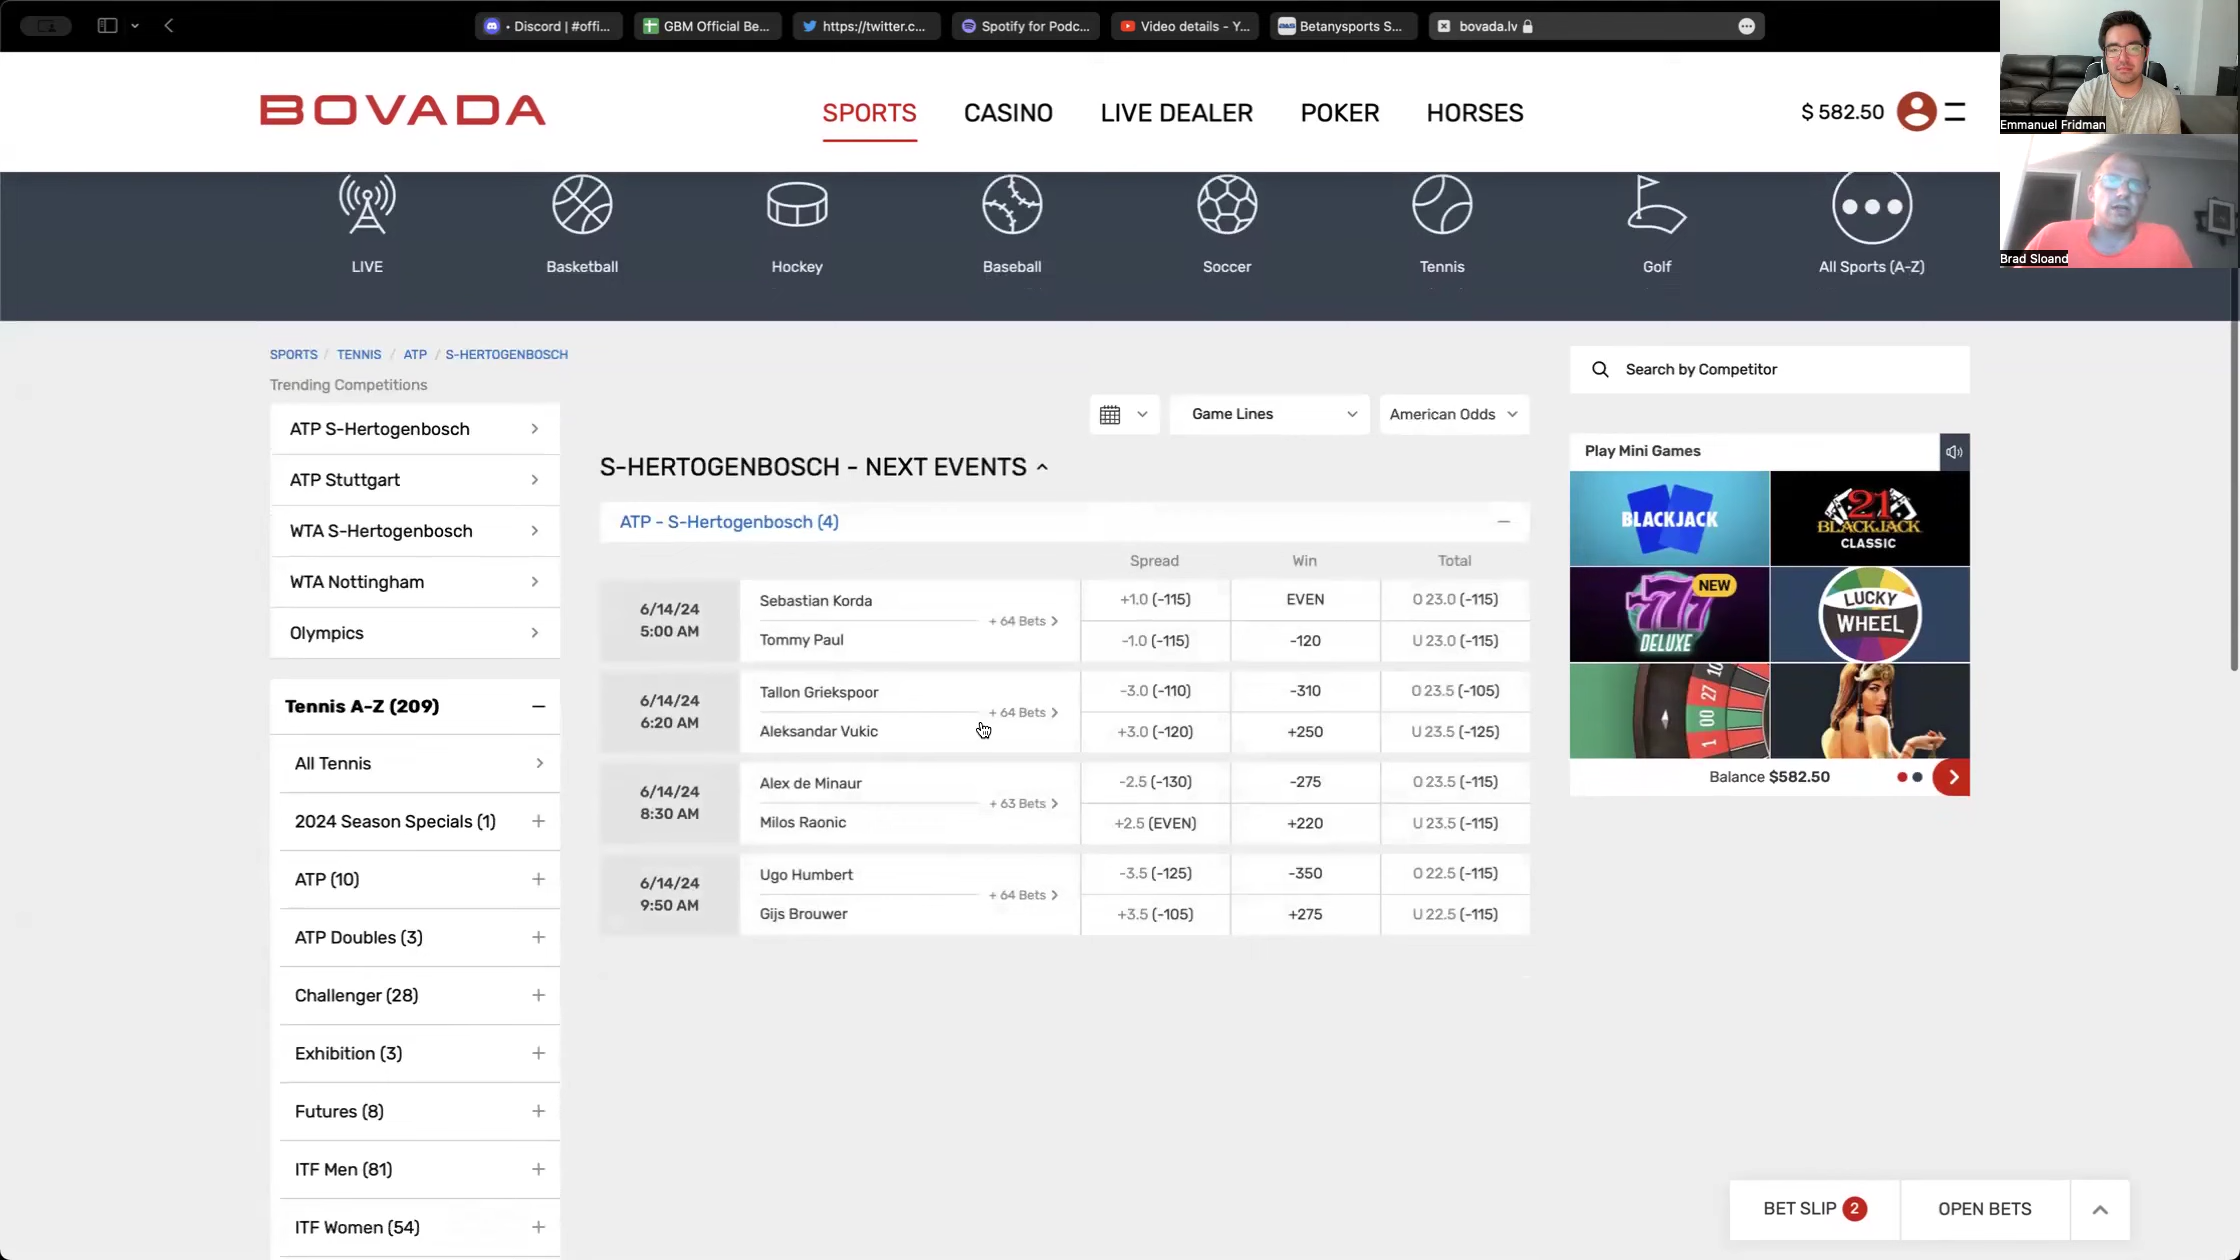 • Discord | #offi...
GBM Official Be...
https://twitter.c...
Spotify for Podc...
Video details - Y...
Betanysports S...
bovada.lv
Emmanuel Fridman
Brad Sloand
BOVADA
SPORTS
CASINO
LIVE DEALER
POKER
HORSES
$ 582.50
LIVE
Basketball
Hockey
Baseball
Soccer
Tennis
Golf
All Sports (A-Z)
SPORTS / TENNIS / ATP / S-HERTOGENBOSCH
Trending Competitions
ATP S-Hertogenbosch
ATP Stuttgart
WTA S-Hertogenbosch
WTA Nottingham
Olympics
Tennis A-Z (209)
All Tennis
2024 Season Specials (1)
ATP (10)
ATP Doubles (3)
Challenger (28)
Exhibition (3)
Futures (8)
ITF Men (81)
ITF Women (54)
Game Lines
American Odds
S-HERTOGENBOSCH - NEXT EVENTS
ATP - S-Hertogenbosch (4)
Spread Win Total
6/14/24
5:00 AM
Sebastian Korda +1.0 (-115) EVEN O 23.0 (-115)
+ 64 Bets
Tommy Paul -1.0 (-115) -120 U 23.0 (-115)
6/14/24
6:20 AM
Tallon Griekspoor -3.0 (-110) -310 O 23.5 (-105)
+ 64 Bets
Aleksandar Vukic +3.0 (-120) +250 U 23.5 (-125)
6/14/24
8:30 AM
Alex de Minaur -2.5 (-130) -275 O 23.5 (-115)
+ 63 Bets
Milos Raonic +2.5 (EVEN) +220 U 23.5 (-115)
6/14/24
9:50 AM
Ugo Humbert -3.5 (-125) -350 O 22.5 (-115)
+ 64 Bets
Gijs Brouwer +3.5 (-105) +275 U 22.5 (-115)
Search by Competitor
Play Mini Games
BLACKJACK
21
BLACKJACK
CLASSIC
NEW
777
DELUXE
LUCKY
WHEEL
10
27
00
1
Balance $582.50
BET SLIP 2
OPEN BETS